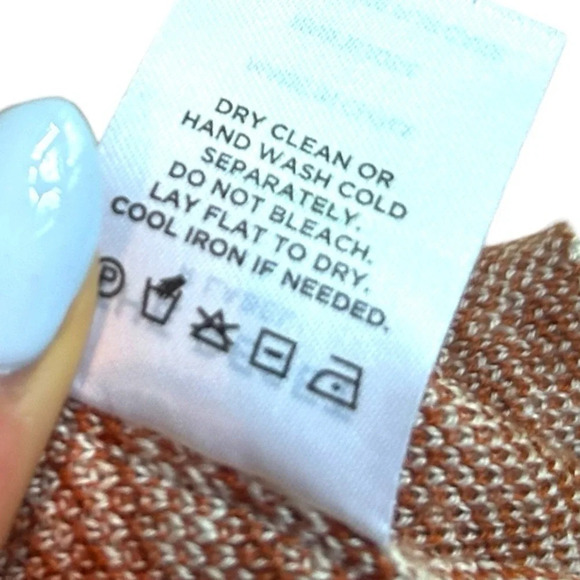 DRY CLEAN OR
HAND WASH COLD
SEPARATELY.
DO NOT BLEACH.
LAY FLAT TO DRY.
COOL IRON IF NEEDED.
P